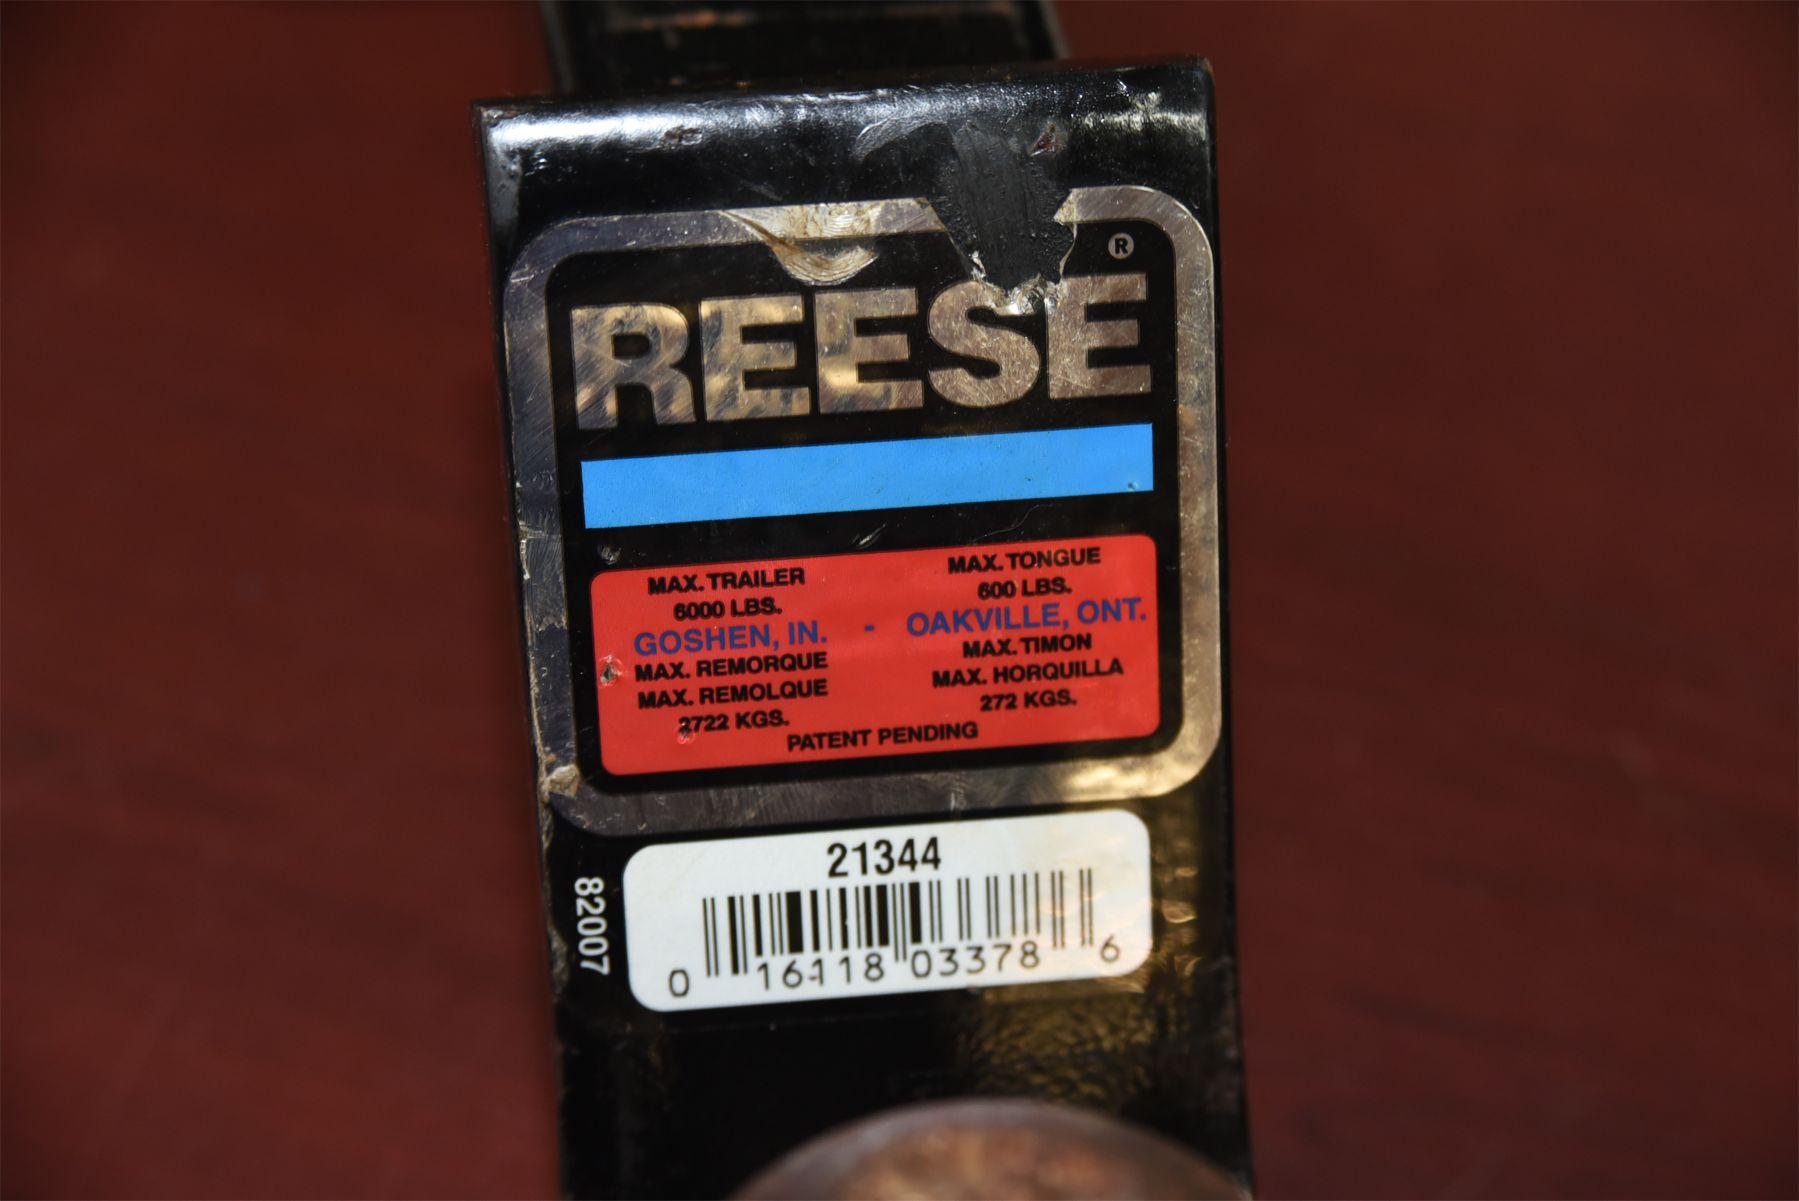 REESE®
MAX. TRAILER
6000 LBS.
MAX. TONGUE
600 LBS.
GOSHEN, IN. - OAKVILLE, ONT.
MAX. REMORQUE
MAX. REMOLQUE
2722 KGS.
MAX. TIMON
MAX. HORQUILLA
272 KGS.
PATENT PENDING
21344
0 16118 03378 6
82007